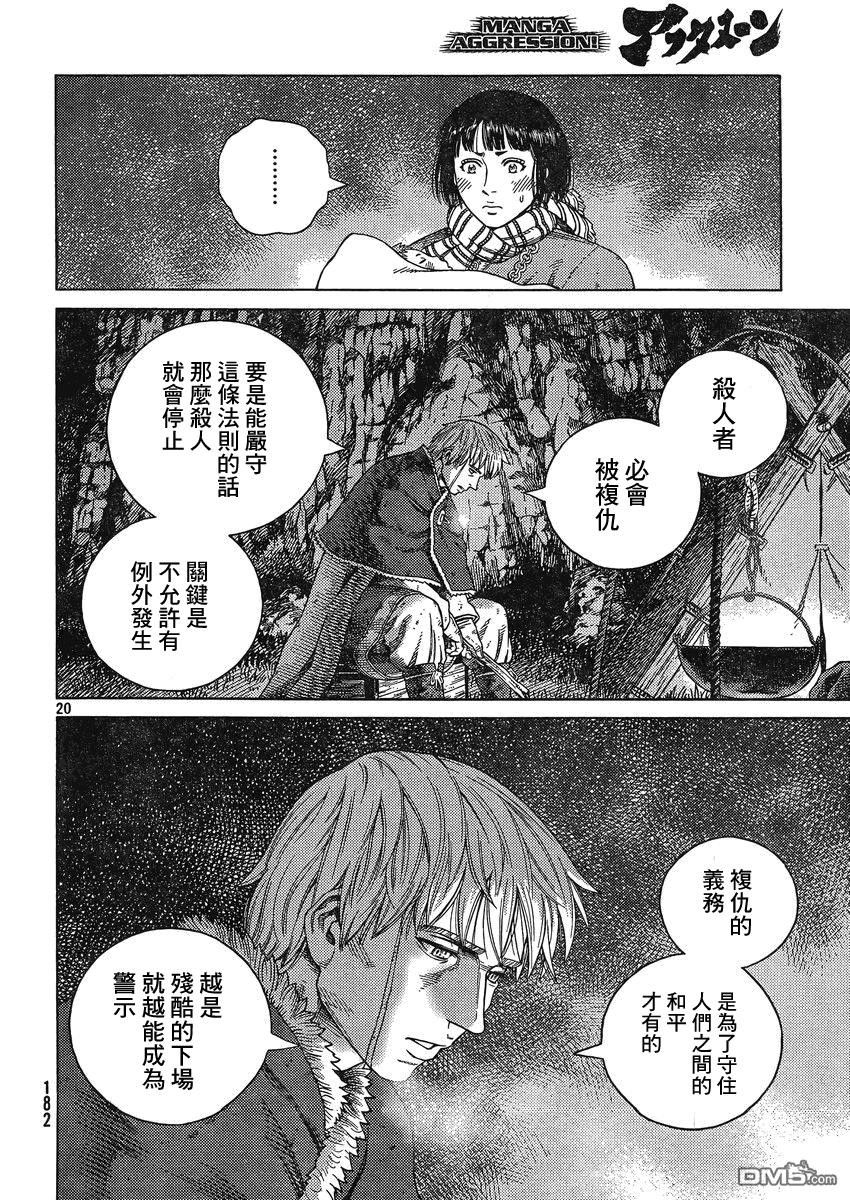 MANGA
AGGRESSION!
アフタヌーン
………
殺人者
必會
被複仇
要是能嚴守
這條法則的話
那麼殺人
就會停止
關鍵是
不允許有
例外發生
20
複仇的
義務
是為了守住
人們之間的
和平
才有的
越是
殘酷的下場
就越能成為
警示
182
DM5.com